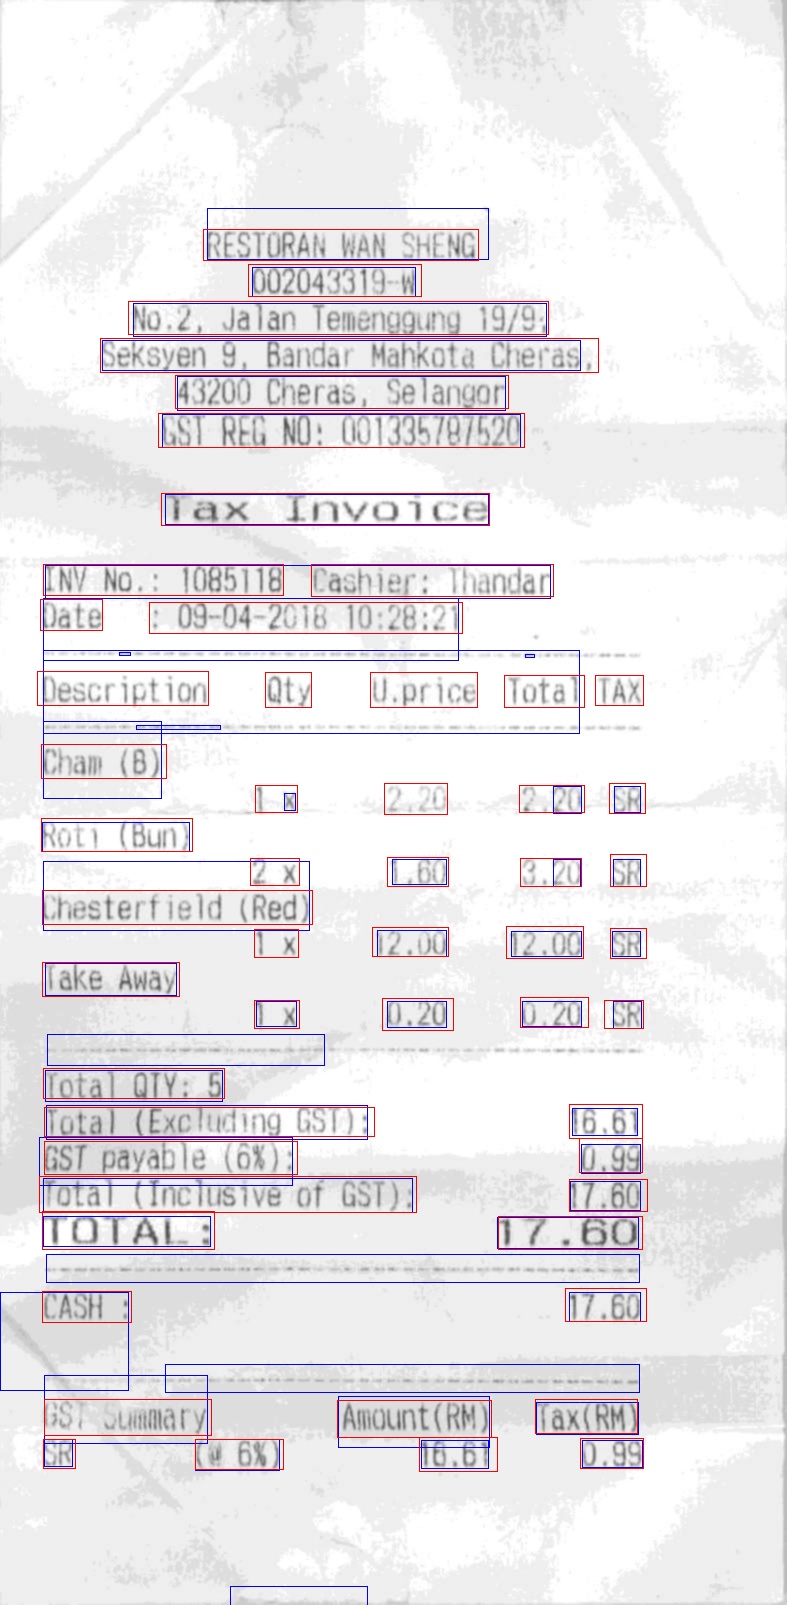 RESTORAN WAN SHENG
002043319-W
No.2, Jalan Temenggung 19/9,
Seksyen 9, Bandar Mahkota Cheras,
43200 Cheras, Selangor
GST REG NO: 001335787520
Tax Invoice
INV No.: 1085118 Cashier: Thandar
Date : 09-04-2018 10:28:21
Description Qty U.price Total TAX
Cham (B)
1 x 2.20 2.20 SR
Roti (Bun)
2 x 1.60 3.20 SR
Chesterfield (Red)
1 x 12.00 12.00 SR
Take Away
1 x 0.20 0.20 SR
Total QTY: 5
Total (Excluding GST): 16.61
GST payable (6%): 0.99
Total (Inclusive of GST): 17.60
TOTAL: 17.60
CASH : 17.60
GST Summary Amount(RM) Tax(RM)
SR (@ 6%) 16.61 0.99